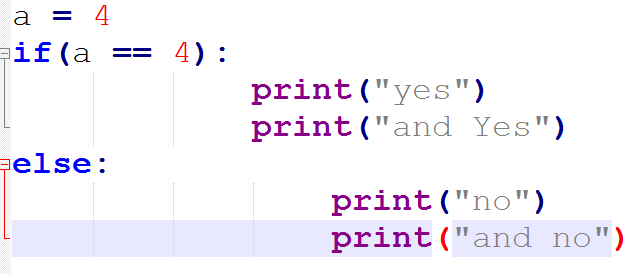 a = 4
if(a == 4):
            print("yes")
            print("and Yes")
else:
                print("no")
                print("and no")